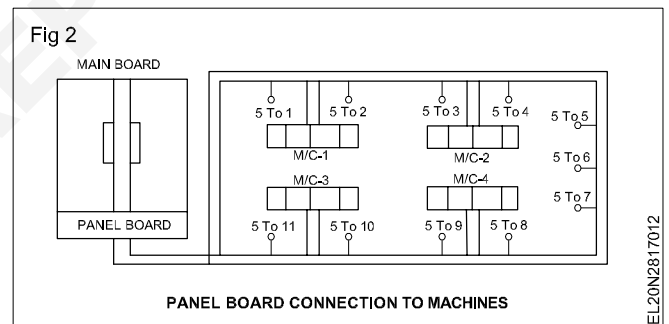 Fig 2
MAIN BOARD
PANEL BOARD
5 To 1
5 To 2
5 To 3
5 To 4
5 To 5
M/C-1
M/C-2
5 To 6
M/C-3
M/C-4
5 To 7
5 To 11
5 To 10
5 To 9
5 To 8
PANEL BOARD CONNECTION TO MACHINES
EL20N2817012